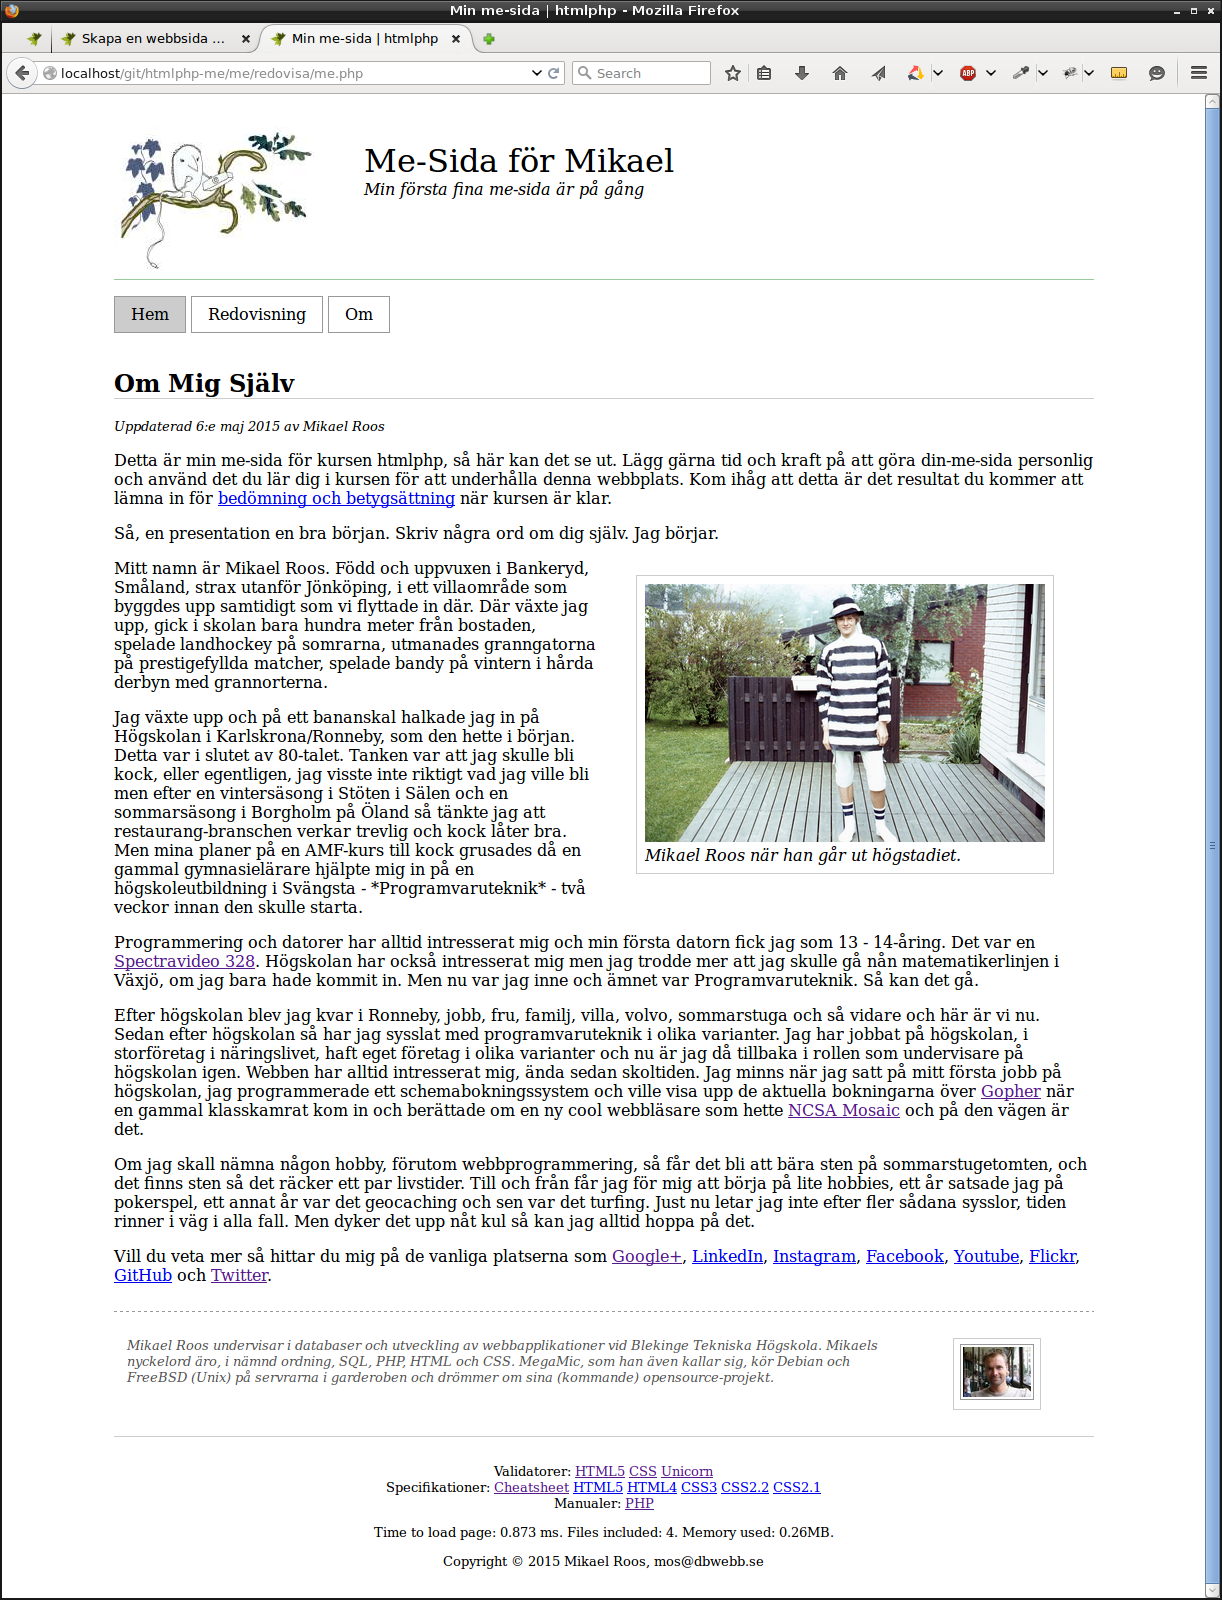 Min me-sida | htmlphp - Mozilla Firefox
Skapa en webbsida ...
Min me-sida | htmlphp
localhost/git/htmlphp-me/me/redovisa/me.php
Search
ABP
Me-Sida för Mikael
Min första fina me-sida är på gång
Hem
Redovisning
Om
Om Mig Själv
Uppdaterad 6:e maj 2015 av Mikael Roos
Detta är min me-sida för kursen htmlphp, så här kan det se ut. Lägg gärna tid och kraft på att göra din-me-sida personlig
och använd det du lär dig i kursen för att underhålla denna webbplats. Kom ihåg att detta är det resultat du kommer att
lämna in för bedömning och betygsättning när kursen är klar.
Så, en presentation en bra början. Skriv några ord om dig själv. Jag börjar.
Mitt namn är Mikael Roos. Född och uppvuxen i Bankeryd,
Småland, strax utanför Jönköping, i ett villaområde som
byggdes upp samtidigt som vi flyttade in där. Där växte jag
upp, gick i skolan bara hundra meter från bostaden,
spelade landhockey på somrarna, utmanades granngatorna
på prestigefyllda matcher, spelade bandy på vintern i hårda
derbyn med grannorterna.
Jag växte upp och på ett bananskal halkade jag in på
Högskolan i Karlskrona/Ronneby, som den hette i början.
Detta var i slutet av 80-talet. Tanken var att jag skulle bli
kock, eller egentligen, jag visste inte riktigt vad jag ville bli
men efter en vintersäsong i Stöten i Sälen och en
sommarsäsong i Borgholm på Öland så tänkte jag att
restaurang-branschen verkar trevlig och kock låter bra.
Men mina planer på en AMF-kurs till kock grusades då en
gammal gymnasielärare hjälpte mig in på en
högskoleutbildning i Svängsta - *Programvaruteknik* - två
veckor innan den skulle starta.
Mikael Roos när han går ut högstadiet.
Programmering och datorer har alltid intresserat mig och min första datorn fick jag som 13 - 14-åring. Det var en
Spectravideo 328. Högskolan har också intresserat mig men jag trodde mer att jag skulle gå nån matematikerlinjen i
Växjö, om jag bara hade kommit in. Men nu var jag inne och ämnet var Programvaruteknik. Så kan det gå.
Efter högskolan blev jag kvar i Ronneby, jobb, fru, familj, villa, volvo, sommarstuga och så vidare och här är vi nu.
Sedan efter högskolan så har jag sysslat med programvaruteknik i olika varianter. Jag har jobbat på högskolan, i
storföretag i näringslivet, haft eget företag i olika varianter och nu är jag då tillbaka i rollen som undervisare på
högskolan igen. Webben har alltid intresserat mig, ända sedan skoltiden. Jag minns när jag satt på mitt första jobb på
högskolan, jag programmerade ett schemabokningssystem och ville visa upp de aktuella bokningarna över Gopher när
en gammal klasskamrat kom in och berättade om en ny cool webbläsare som hette NCSA Mosaic och på den vägen är
det.
Om jag skall nämna någon hobby, förutom webbprogrammering, så får det bli att bära sten på sommarstugetomten, och
det finns sten så det räcker ett par livstider. Till och från får jag för mig att börja på lite hobbies, ett år satsade jag på
pokerspel, ett annat år var det geocaching och sen var det turfing. Just nu letar jag inte efter fler sådana sysslor, tiden
rinner i väg i alla fall. Men dyker det upp nåt kul så kan jag alltid hoppa på det.
Vill du veta mer så hittar du mig på de vanliga platserna som Google+, LinkedIn, Instagram, Facebook, Youtube, Flickr,
GitHub och Twitter.
Mikael Roos undervisar i databaser och utveckling av webbapplikationer vid Blekinge Tekniska Högskola. Mikaels
nyckelord äro, i nämnd ordning, SQL, PHP, HTML och CSS. MegaMic, som han även kallar sig, kör Debian och
FreeBSD (Unix) på servrarna i garderoben och drömmer om sina (kommande) opensource-projekt.
Validatorer: HTML5 CSS Unicorn
Specifikationer: Cheatsheet HTML5 HTML4 CSS3 CSS2.2 CSS2.1
Manualer: PHP
Time to load page: 0.873 ms. Files included: 4. Memory used: 0.26MB.
Copyright © 2015 Mikael Roos, mos@dbwebb.se